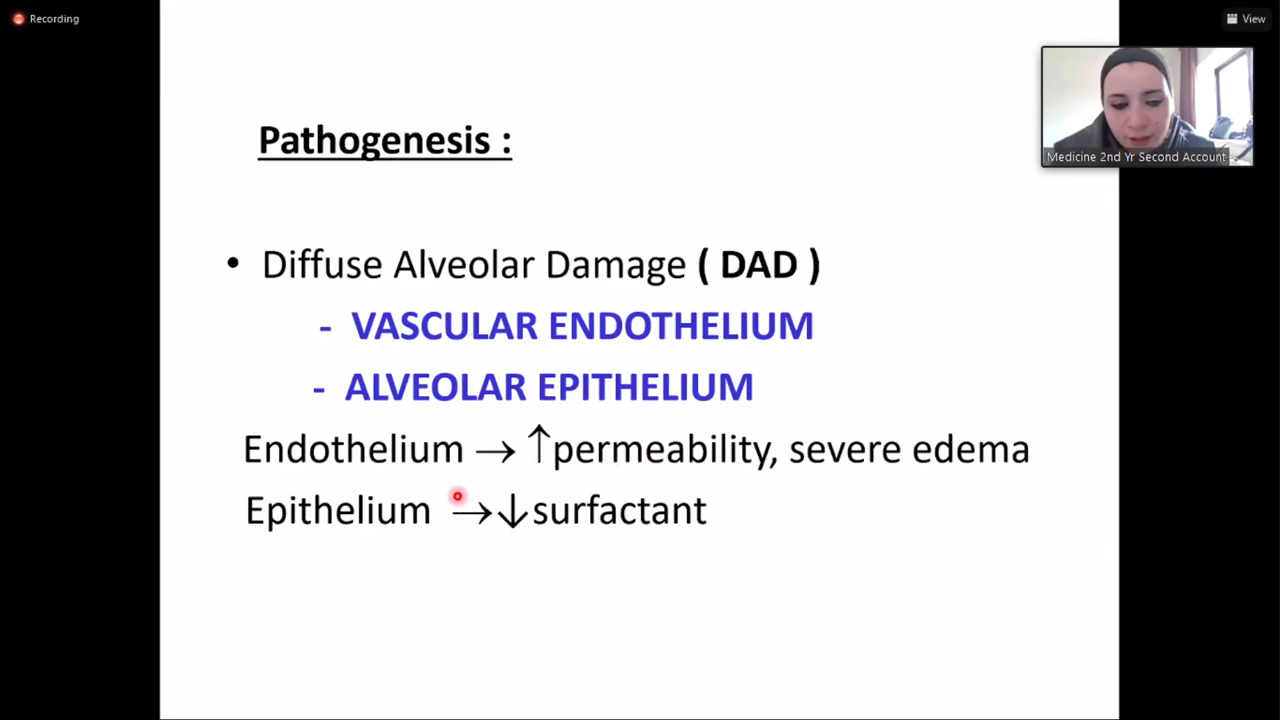 Recording
View
Medicine 2nd Yr Second Account
Pathogenesis :
• Diffuse Alveolar Damage ( DAD )
- VASCULAR ENDOTHELIUM
- ALVEOLAR EPITHELIUM
Endothelium → ↑permeability, severe edema
Epithelium →↓surfactant